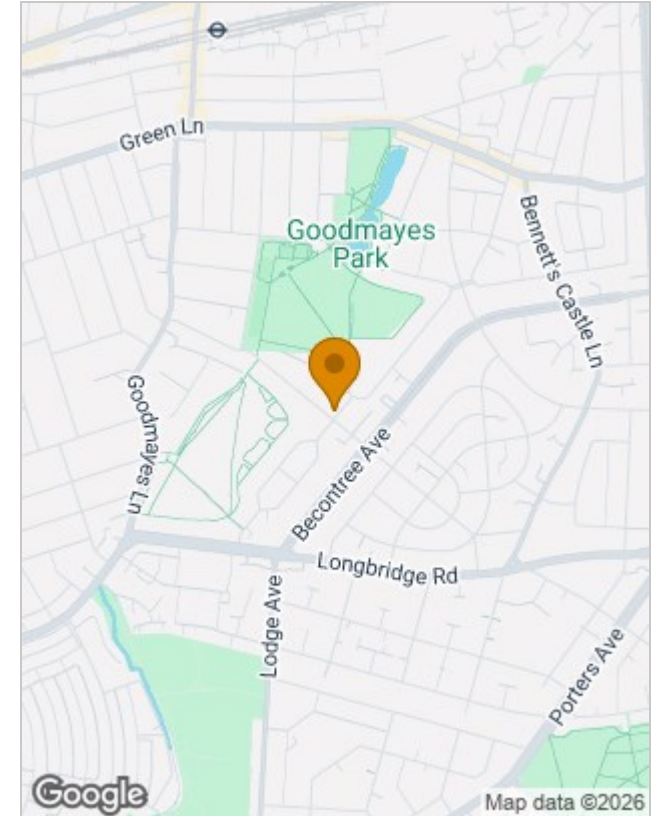 Green Ln
Goodmayes
Park
Bennett's Castle Ln
Goodmayes Ln
Becontree Ave
Longbridge Rd
Lodge Ave
Porters Ave
Google
Map data ©2026